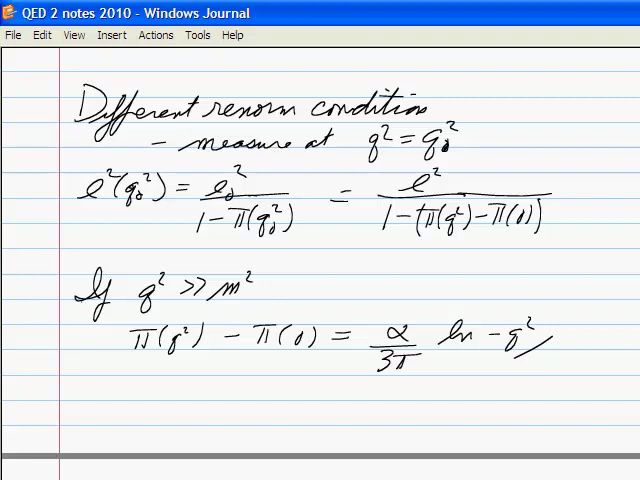 QED 2 notes 2010 - Windows Journal
File Edit View Insert Actions Tools Help
Different renorm condition
- measure at q² = q₀²
e²(q₀²) = e₀² / (1 - π(q₀²)) = e² / (1 - (π(q²) - π(0)))
If q² >> m²
π(q²) - π(0) = α/3π ln -q²/